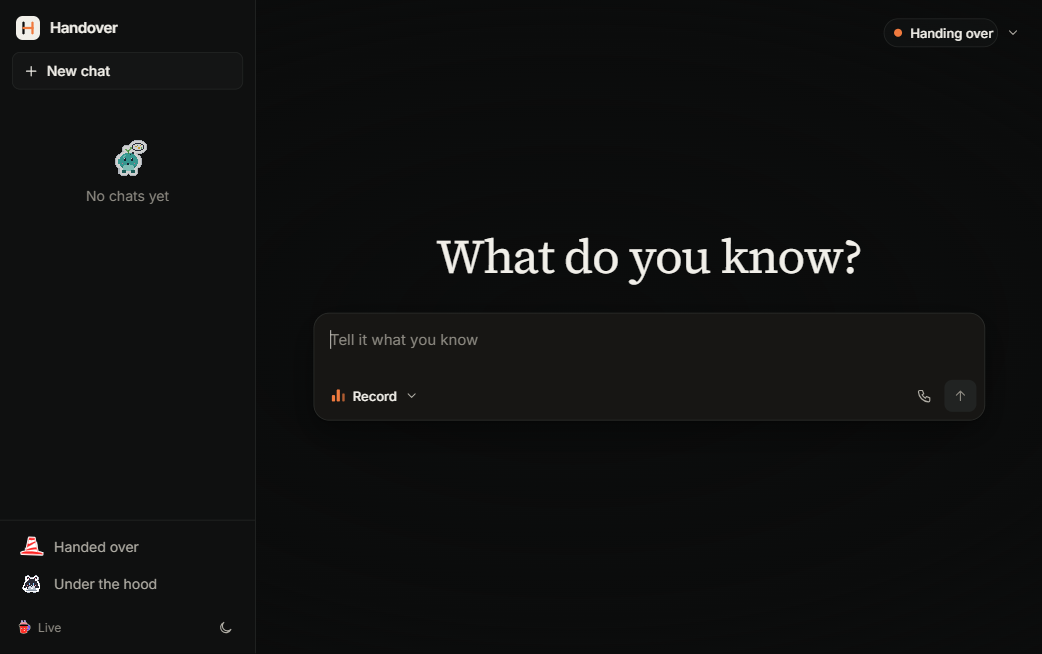 Handover
New chat
No chats yet
Handed over
Under the hood
Live
Handing over
What do you know?
Tell it what you know
Record